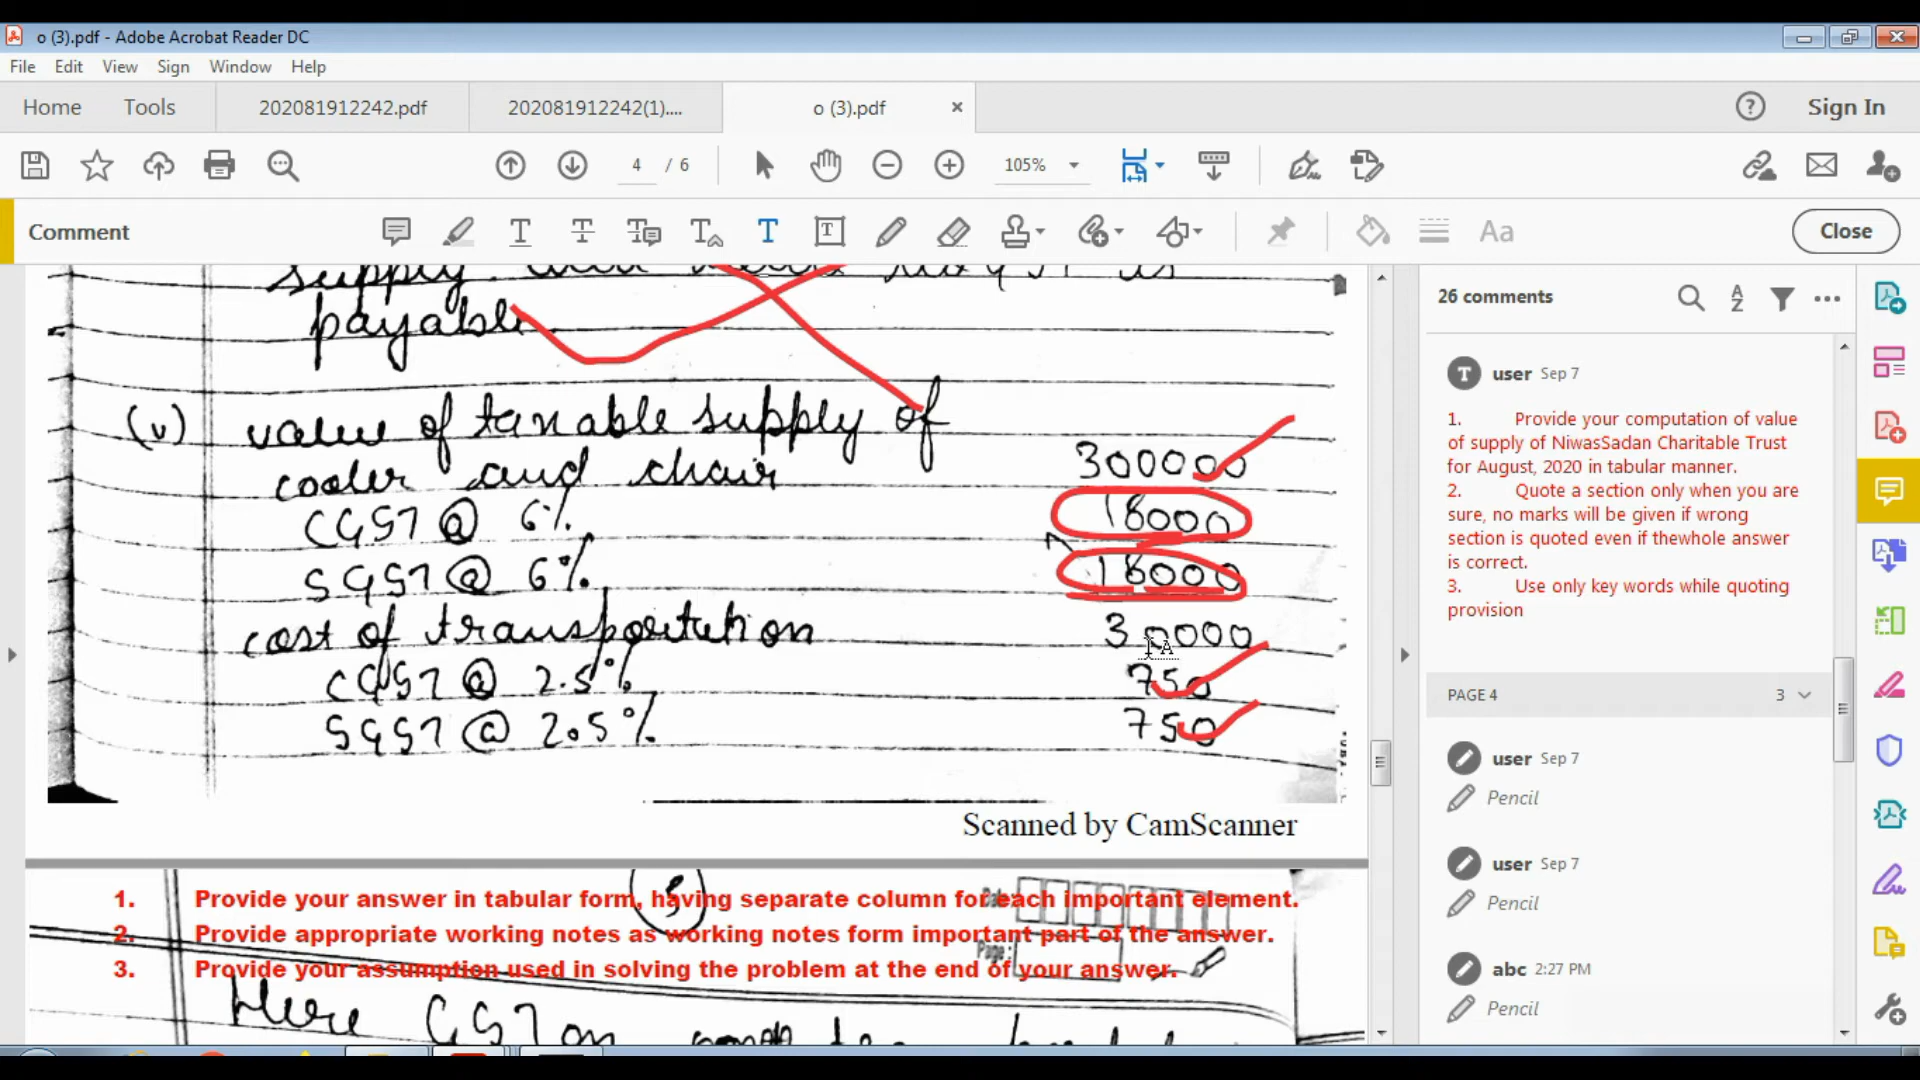 o (3).pdf - Adobe Acrobat Reader DC
File Edit View Sign Window Help
Home Tools 202081912242.pdf 202081912242(1).... o (3).pdf × Sign In
4 / 6 105%
Comment Close
supply
payable
(v) value of taxable supply of
cooler and chair 300000
CGST @ 6% 18000
SGST @ 6% 18000
cost of transportation 30000
CGST @ 2.5% 750
SGST @ 2.5% 750
Scanned by CamScanner
1. Provide your answer in tabular form, having separate column for each important element.
2. Provide appropriate working notes as working notes form important part of the answer.
3. Provide your assumption used in solving the problem at the end of your answer.
Page:
Here GST on
26 comments
user Sep 7
1. Provide your computation of value
of supply of NiwasSadan Charitable Trust
for August, 2020 in tabular manner.
2. Quote a section only when you are
sure, no marks will be given if wrong
section is quoted even if thewhole answer
is correct.
3. Use only key words while quoting
provision
PAGE 4 3
user Sep 7
Pencil
user Sep 7
Pencil
abc 2:27 PM
Pencil